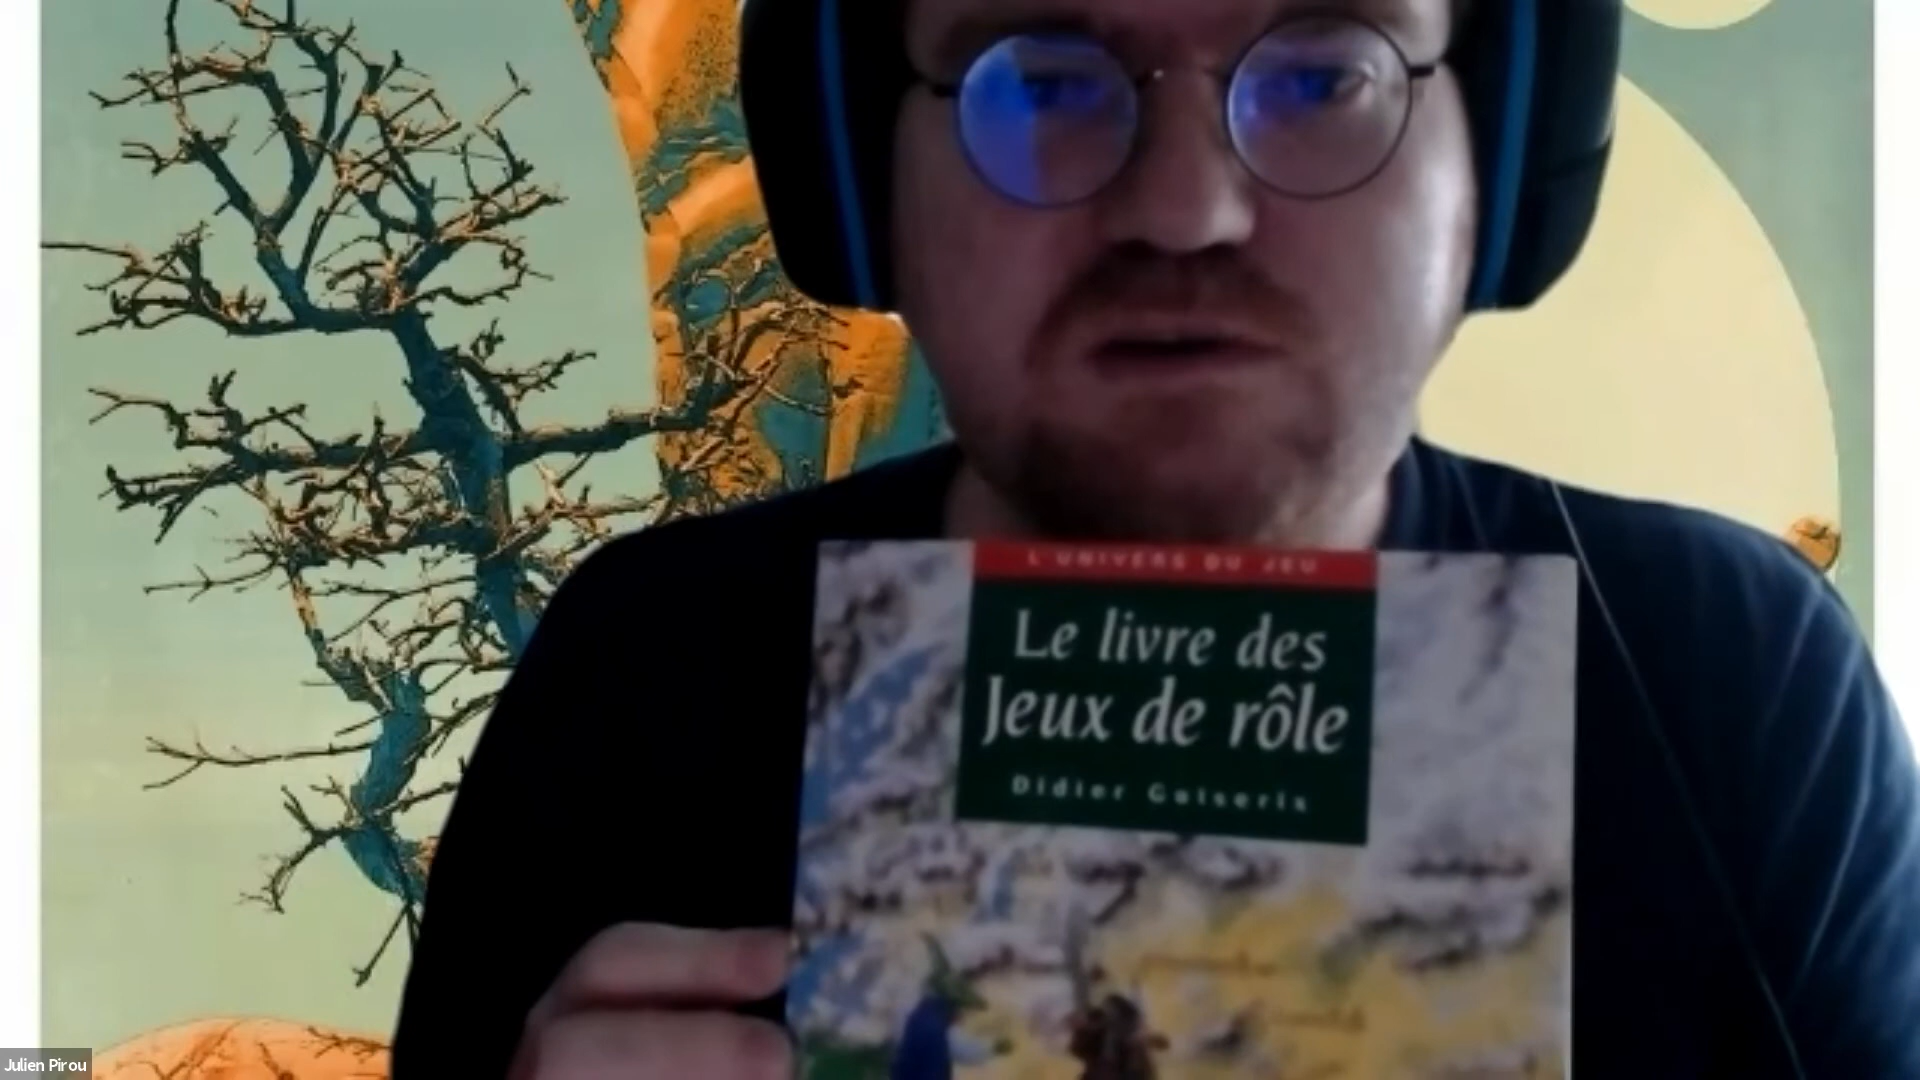 L'UNIVERS DU JEU
Le livre des
Jeux de rôle
Didier Guiserix
Julien Pirou